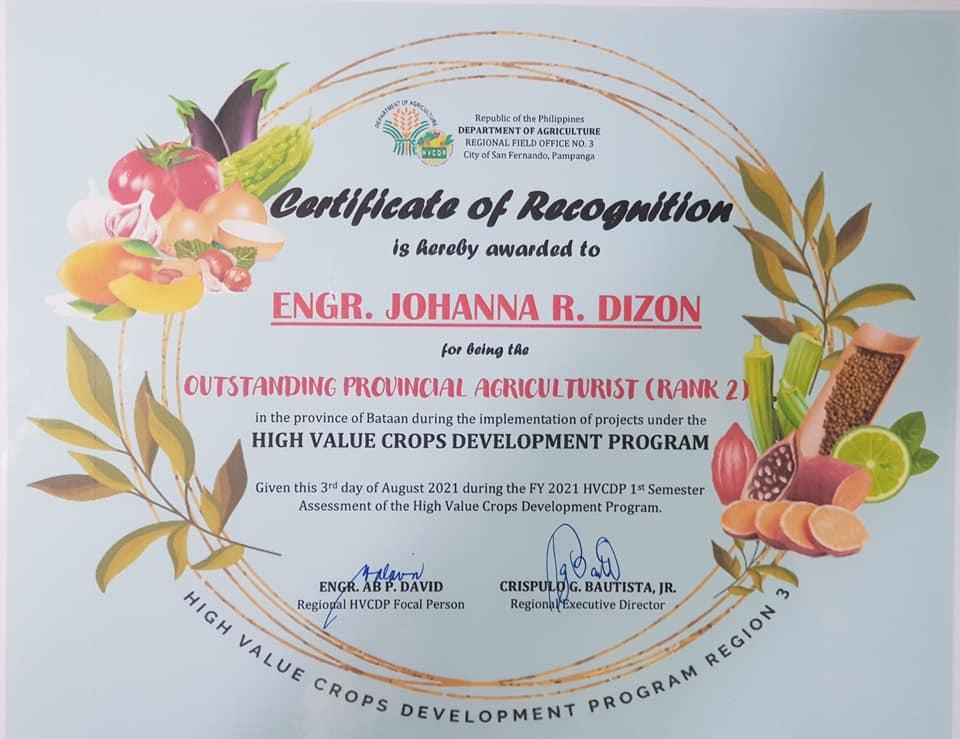 DEPARTMENT OF AGRICULTURE
HVCDP
Republic of the Philippines
DEPARTMENT OF AGRICULTURE
REGIONAL FIELD OFFICE NO. 3
City of San Fernando, Pampanga
Certificate of Recognition
is hereby awarded to
ENGR. JOHANNA R. DIZON
for being the
OUTSTANDING PROVINCIAL AGRICULTURIST (RANK 2)
in the province of Bataan during the implementation of projects under the
HIGH VALUE CROPS DEVELOPMENT PROGRAM
Given this 3rd day of August 2021 during the FY 2021 HVCDP 1st Semester
Assessment of the High Value Crops Development Program.
ENGR. AB P. DAVID
Regional HVCDP Focal Person
CRISPULO G. BAUTISTA, JR.
Regional Executive Director
HIGH VALUE CROPS DEVELOPMENT PROGRAM REGION 3